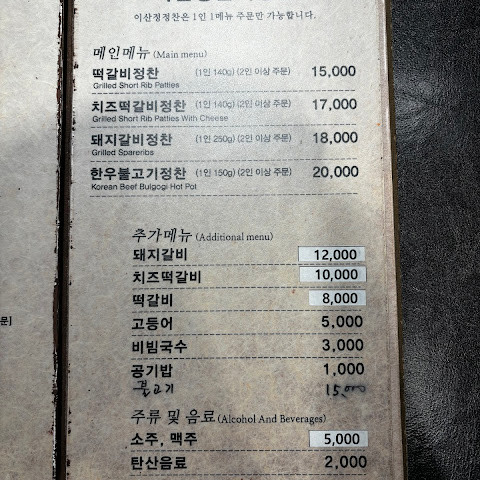 이산정정찬은 1인 1메뉴 주문만 가능합니다.
메인메뉴 (Main menu)
떡갈비정찬 (1인 140g) (2인 이상 주문) 15,000
Grilled Short Rib Patties
치즈떡갈비정찬 (1인 140g) (2인 이상 주문) 17,000
Grilled Short Rib Patties With Cheese
돼지갈비정찬 (1인 250g) (2인 이상 주문) 18,000
Grilled Spareribs
한우불고기정찬 (1인 150g) (2인 이상 주문) 20,000
Korean Beef Bulgogi Hot Pot
추가메뉴 (Additional menu)
돼지갈비 12,000
치즈떡갈비 10,000
떡갈비 8,000
고등어 5,000
비빔국수 3,000
공기밥 1,000
불고기 15,000
주류 및 음료 (Alcohol And Beverages)
소주, 맥주 5,000
탄산음료 2,000
문]